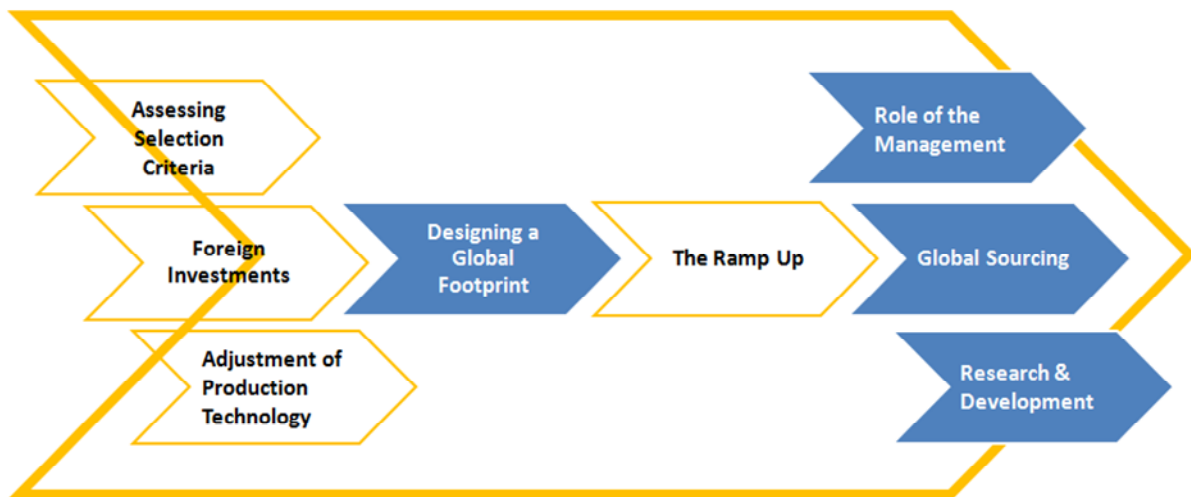 Assessing
Selection
Criteria
Foreign
Investments
Adjustment of
Production
Technology
Designing a
Global
Footprint
The Ramp Up
Role of the
Management
Global Sourcing
Research &
Development